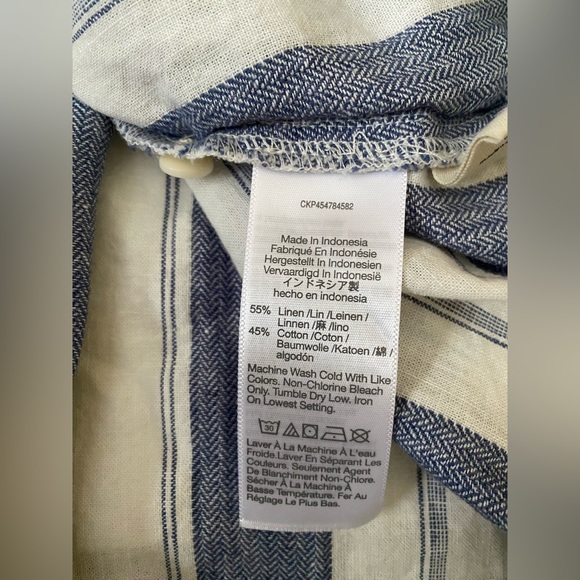 CKP454784582
Made In Indonesia
Fabriqué En Indonesie
Hergestellt In Indonesien
Vervaardigd In Indonesië
インドネシア製
hecho en indonesia
55% Linen /Lin /Leinen /
Linnen /麻 /lino
45% Cotton /Coton /
Baumwolle /Katoen /綿 /
algodón
Machine Wash Cold With Like
Colors. Non-Chlorine Bleach
Only. Tumble Dry Low. Iron
On Lowest Setting.
30
Laver À La Machine À L'eau
Froide.Laver En Séparant Les
Couleurs. Seulement Agent
De Blanchiment Non-Chlore.
Sécher À La Machine À
Basse Température. Fer Au
Réglage Le Plus Bas.